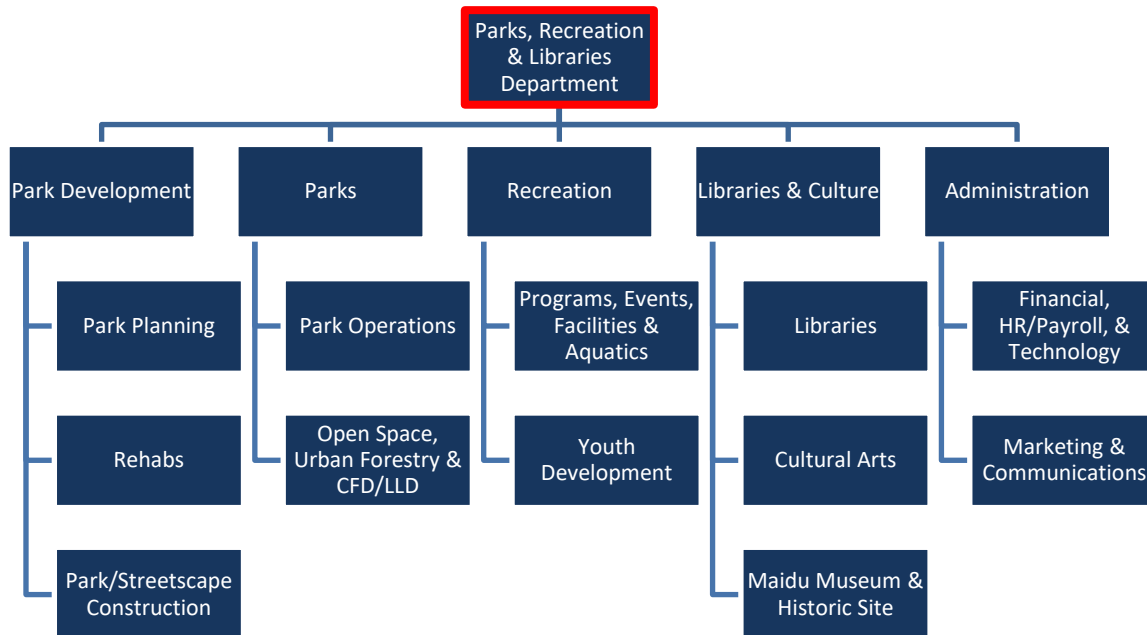 Parks, Recreation
& Libraries
Department
Park Development
Parks
Recreation
Libraries & Culture
Administration
Park Planning
Park Operations
Programs, Events,
Facilities &
Aquatics
Libraries
Financial,
HR/Payroll, &
Technology
Rehabs
Open Space,
Urban Forestry &
CFD/LLD
Youth
Development
Cultural Arts
Marketing &
Communications
Park/Streetscape
Construction
Maidu Museum &
Historic Site